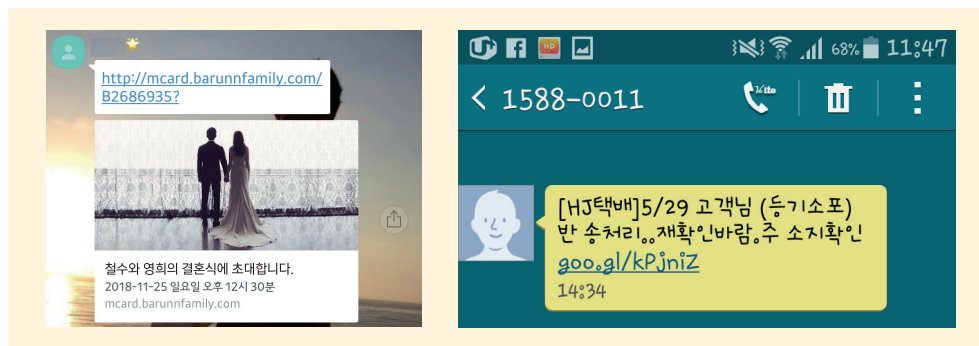 http://mcard.barunnfamily.com/
B2686935?
철수와 영희의 결혼식에 초대합니다.
2018-11-25 일요일 오후 12시 30분
mcard.barunnfamily.com
HD
68% 11:47
1588-0011
[HJ택배]5/29 고객님 (등기소포)
반 송처리..재확인바람.주 소지확인
goo.gl/kPjniZ
14:34